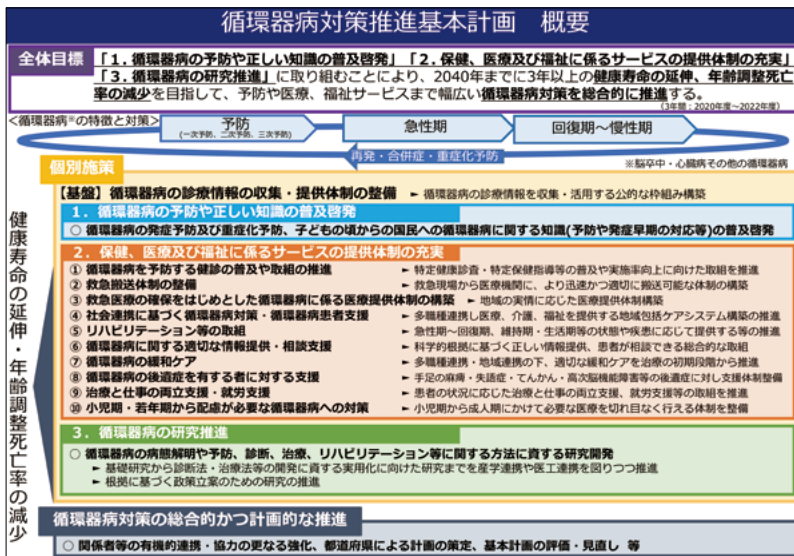 循環器病対策推進基本計画 概要
全体目標
「1.循環器病の予防や正しい知識の普及啓発」「2.保健、医療及び福祉に係るサービスの提供体制の充実」
「3.循環器病の研究推進」に取り組むことにより、2040年までに3年以上の健康寿命の延伸、年齢調整死亡
率の減少を目指して、予防や医療、福祉サービスまで幅広い循環器病対策を総合的に推進する。
(3年間：2020年度～2022年度)
<循環器病※の特徴と対策>
予防
(一次予防、二次予防、三次予防)
急性期
回復期～慢性期
再発・合併症・重症化予防
※脳卒中・心臓病その他の循環器病
個別施策
【基盤】循環器病の診療情報の収集・提供体制の整備 ► 循環器病の診療情報を収集・活用する公的な枠組み構築
1.循環器病の予防や正しい知識の普及啓発
○ 循環器病の発症予防及び重症化予防、子どもの頃からの国民への循環器病に関する知識(予防や発症早期の対応等)の普及啓発
2.保健、医療及び福祉に係るサービスの提供体制の充実
① 循環器病を予防する健診の普及や取組の推進 ► 特定健康診査・特定保健指導等の普及や実施率向上に向けた取組を推進
② 救急搬送体制の整備 ► 救急現場から医療機関に、より迅速かつ適切に搬送可能な体制の構築
③ 救急医療の確保をはじめとした循環器病に係る医療提供体制の構築 ► 地域の実情に応じた医療提供体制構築
④ 社会連携に基づく循環器病対策・循環器病患者支援 ► 多職種連携し医療、介護、福祉を提供する地域包括ケアシステム構築の推進
⑤ リハビリテーション等の取組 ► 急性期～回復期、維持期・生活期等の状態や疾患に応じて提供する等の推進
⑥ 循環器病に関する適切な情報提供・相談支援 ► 科学的根拠に基づく正しい情報提供、患者が相談できる総合的な取組
⑦ 循環器病の緩和ケア ► 多職種連携・地域連携の下、適切な緩和ケアを治療の初期段階から推進
⑧ 循環器病の後遺症を有する者に対する支援 ► 手足の麻痺・失語症・てんかん・高次脳機能障害等の後遺症に対し支援体制整備
⑨ 治療と仕事の両立支援・就労支援 ► 患者の状況に応じた治療と仕事の両立支援、就労支援等の取組を推進
⑩ 小児期・若年期から配慮が必要な循環器病への対策 ► 小児期から成人期にかけて必要な医療を切れ目なく行える体制を整備
3.循環器病の研究推進
○ 循環器病の病態解明や予防、診断、治療、リハビリテーション等に関する方法に資する研究開発
► 基礎研究から診断法・治療法等の開発に資する実用化に向けた研究までを産学連携や医工連携を図りつつ推進
► 根拠に基づく政策立案のための研究の推進
健康寿命の延伸・年齢調整死亡率の減少
循環器病対策の総合的かつ計画的な推進
○ 関係者等の有機的連携・協力の更なる強化、都道府県による計画の策定、基本計画の評価・見直し 等